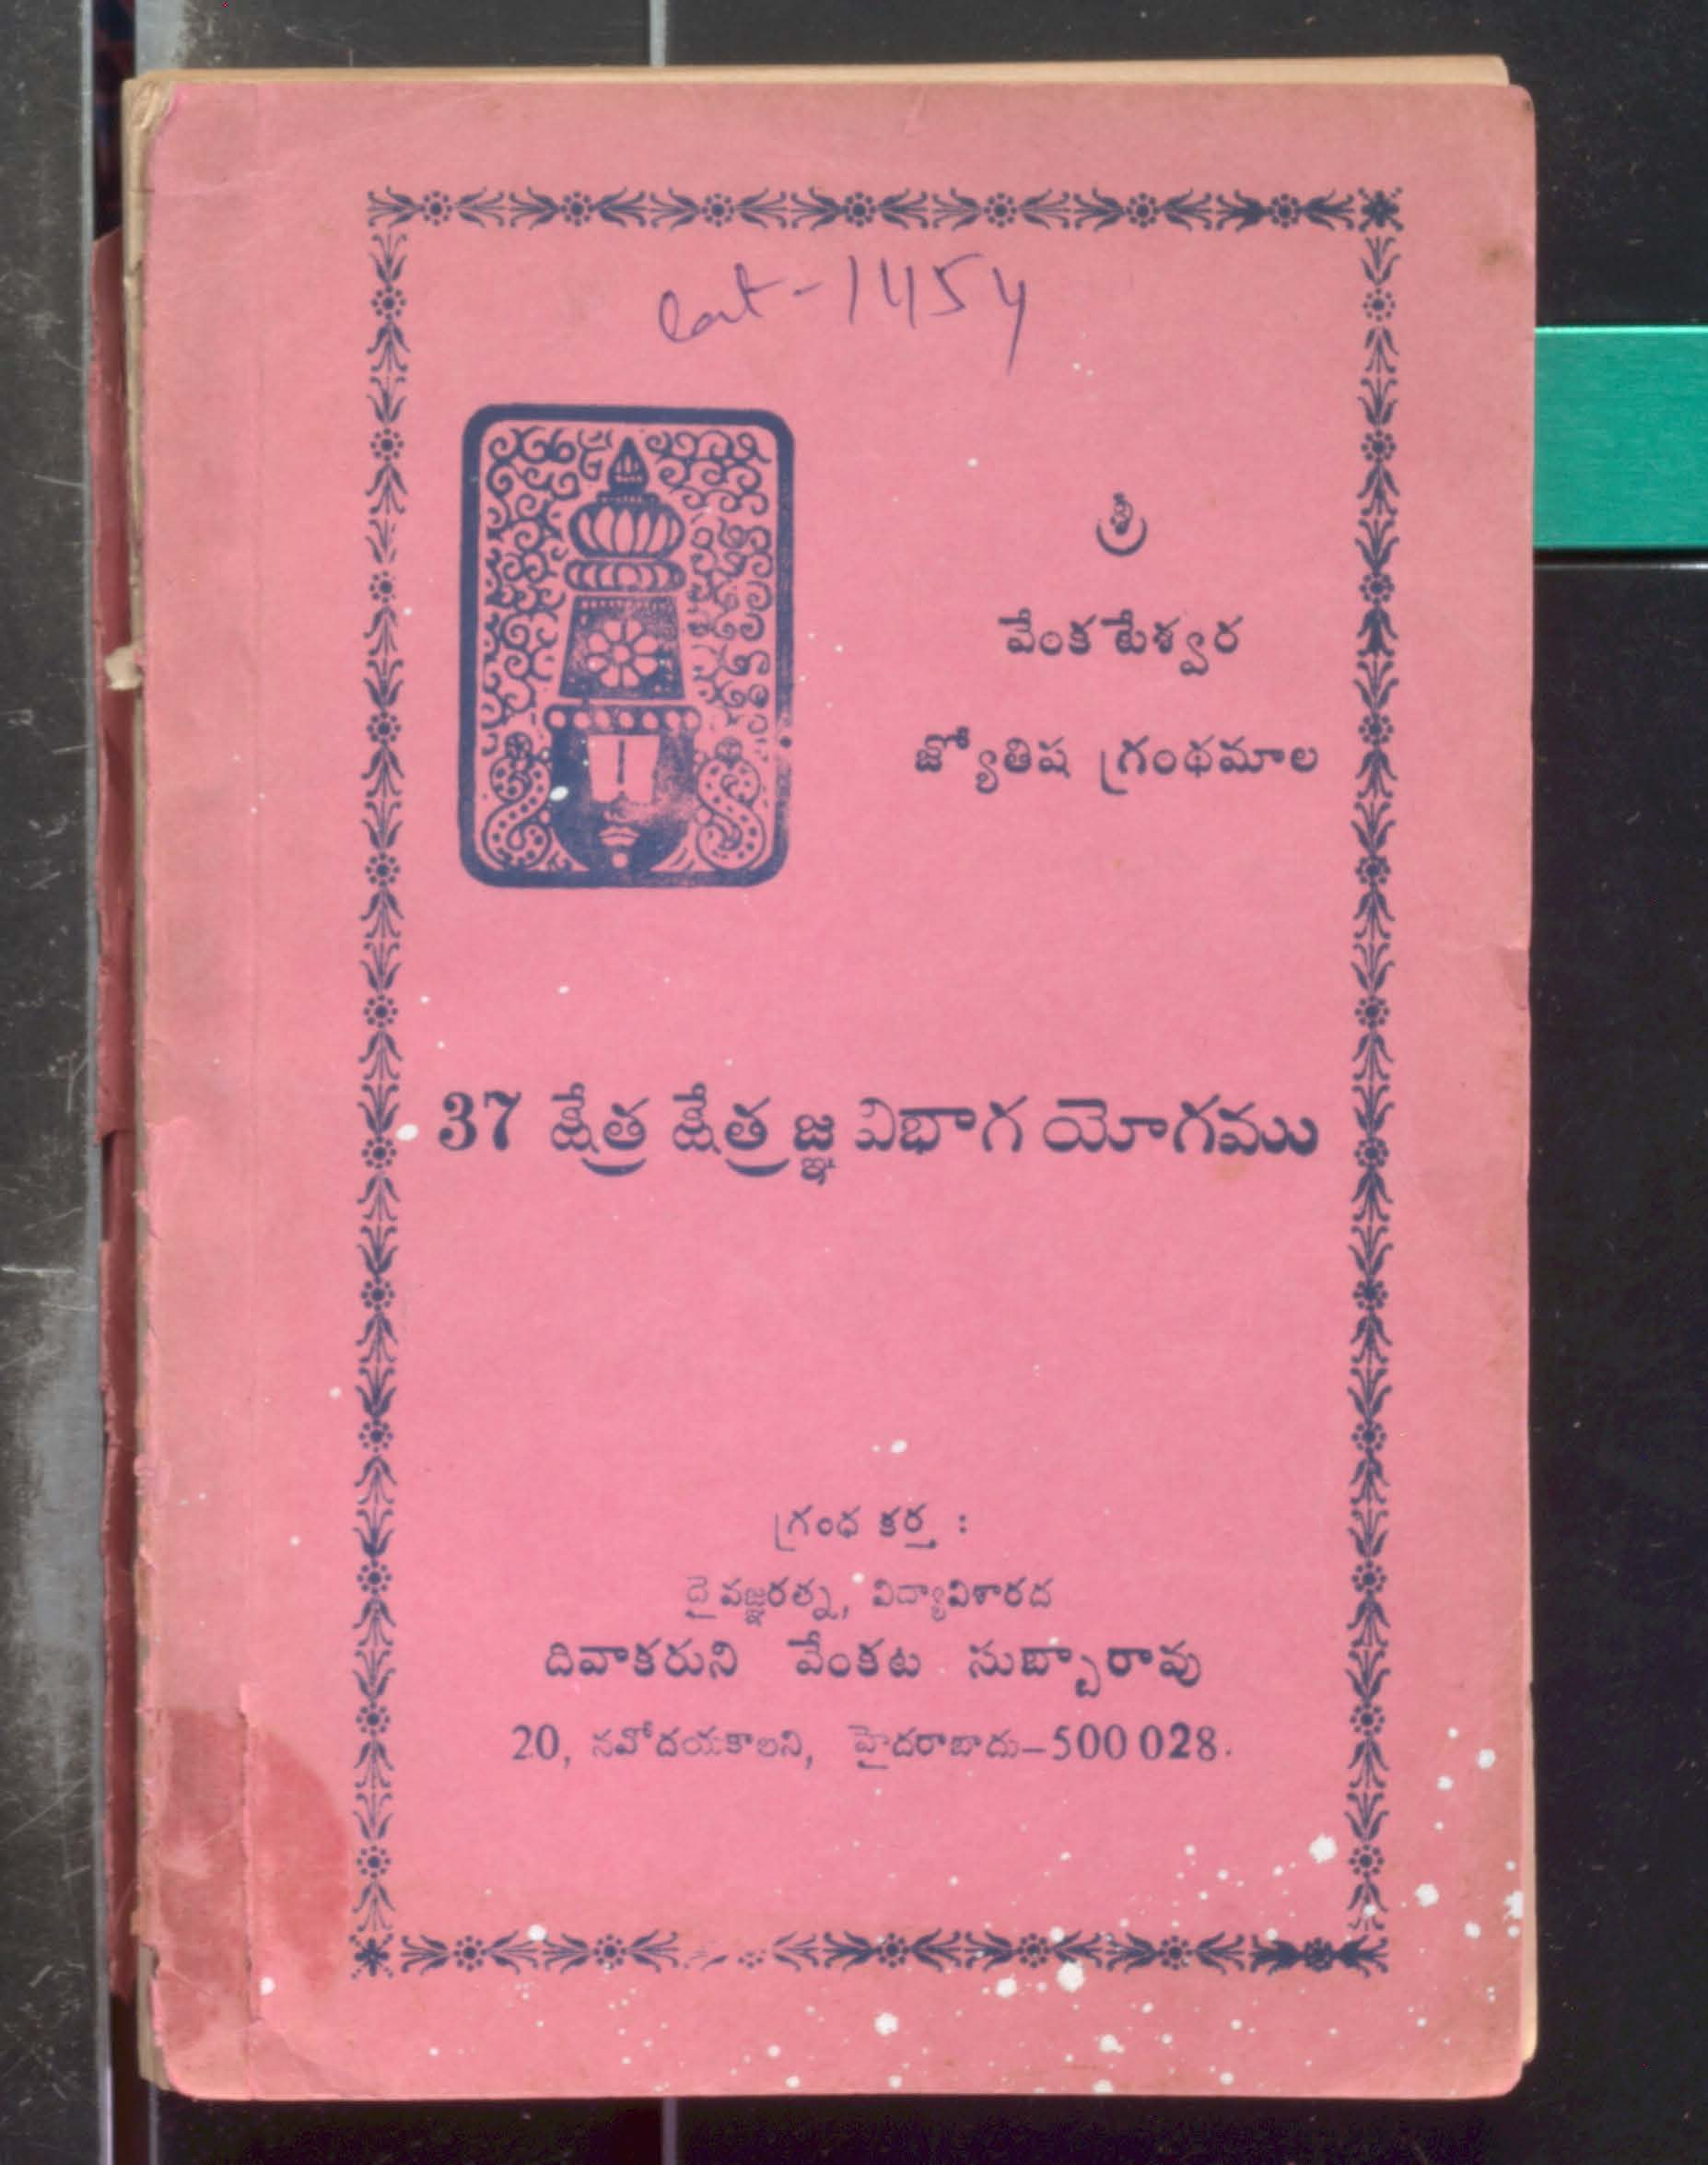 cat-1454
శ్రీ
వేంకటేశ్వర
జ్యోతిష గ్రంథమాల
37 క్షేత్ర క్షేత్రజ్ఞ విభాగ యోగము
గ్రంధ కర్త :
దైవజ్ఞరత్న, విద్యావిశారద
దివాకరుని వేంకట సుబ్బారావు
20, నవోదయకాలని, హైదరాబాదు-500 028.